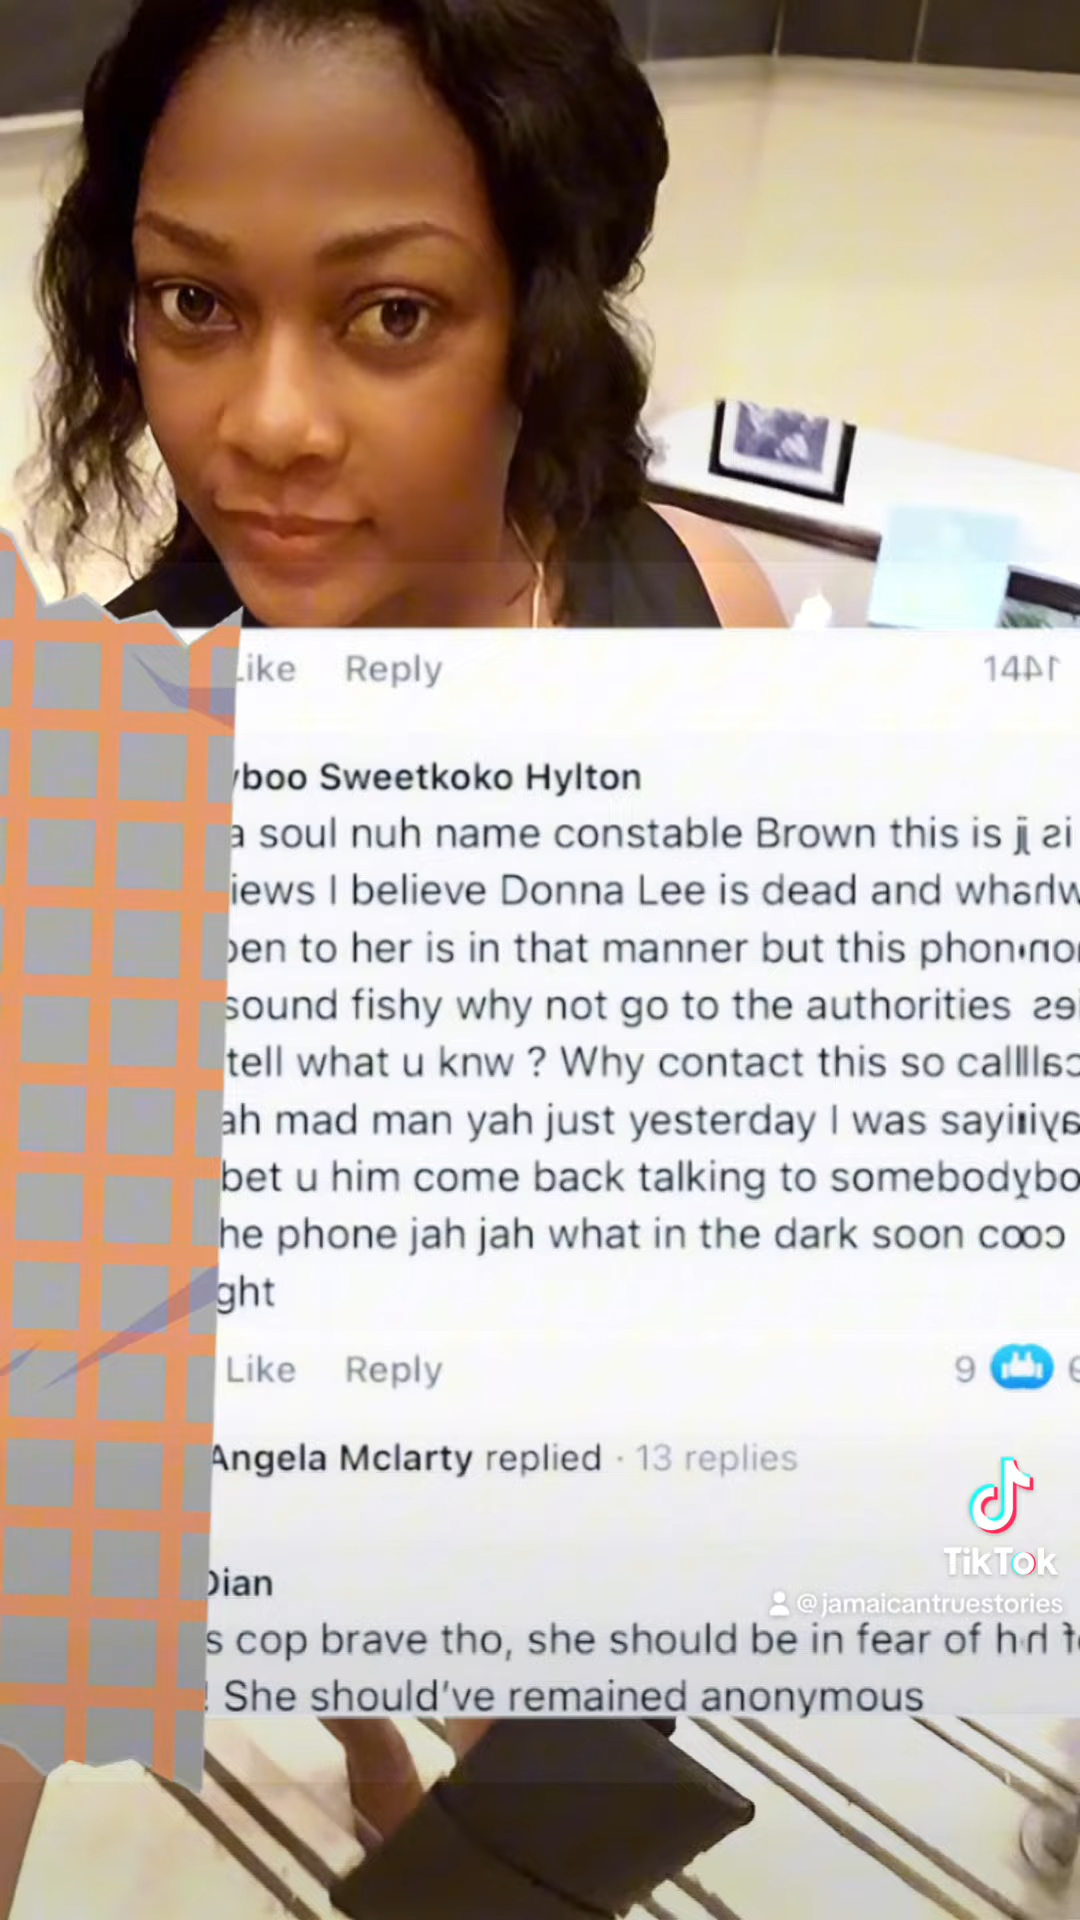 Like Reply 14
boo Sweetkoko Hylton
a soul nuh name constable Brown this is
iews I believe Donna Lee is dead and
pen to her is in that manner but this
sound fishy why not go to the authorities
tell what u knw ? Why contact this so
ah mad man yah just yesterday I was
bet u him come back talking to
he phone jah jah what in the dark soon
ght
Like Reply 9
Angela Mclarty replied · 13 replies
Dian
s cop brave tho, she should be in fear of
! She should've remained anonymous
TikTok
@jamaicantruestories